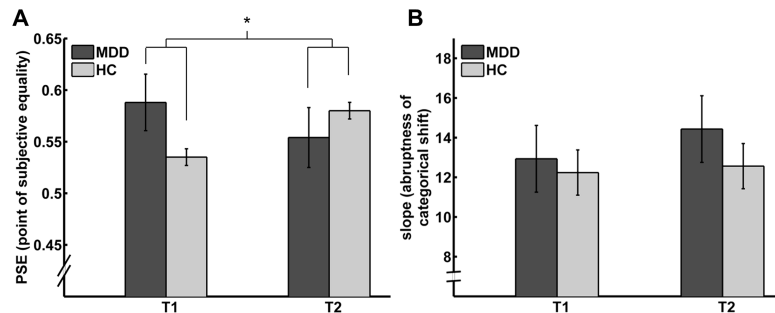 A
*
0.65
0.6
0.55
0.5
0.45
PSE (point of subjective equality)
MDD
HC
T1
T2
B
18
16
14
12
10
8
slope (abruptness of
categorical shift)
MDD
HC
T1
T2